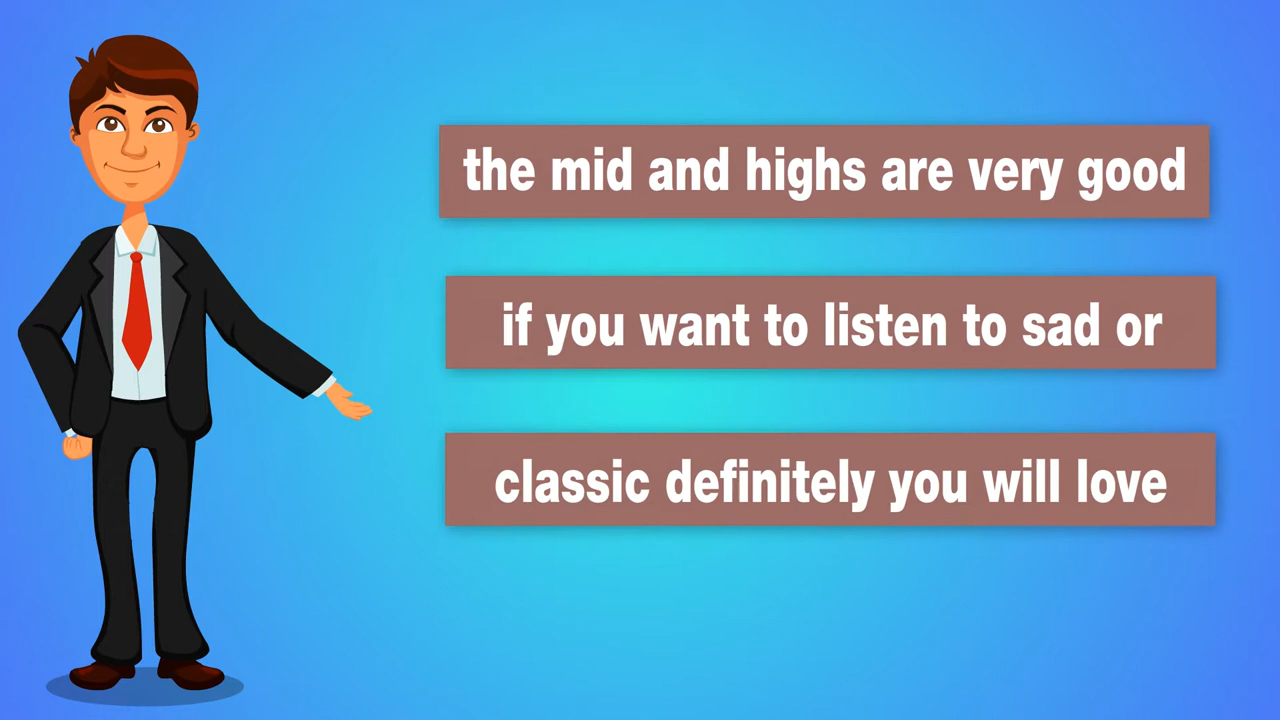 the mid and highs are very good
if you want to listen to sad or
classic definitely you will love